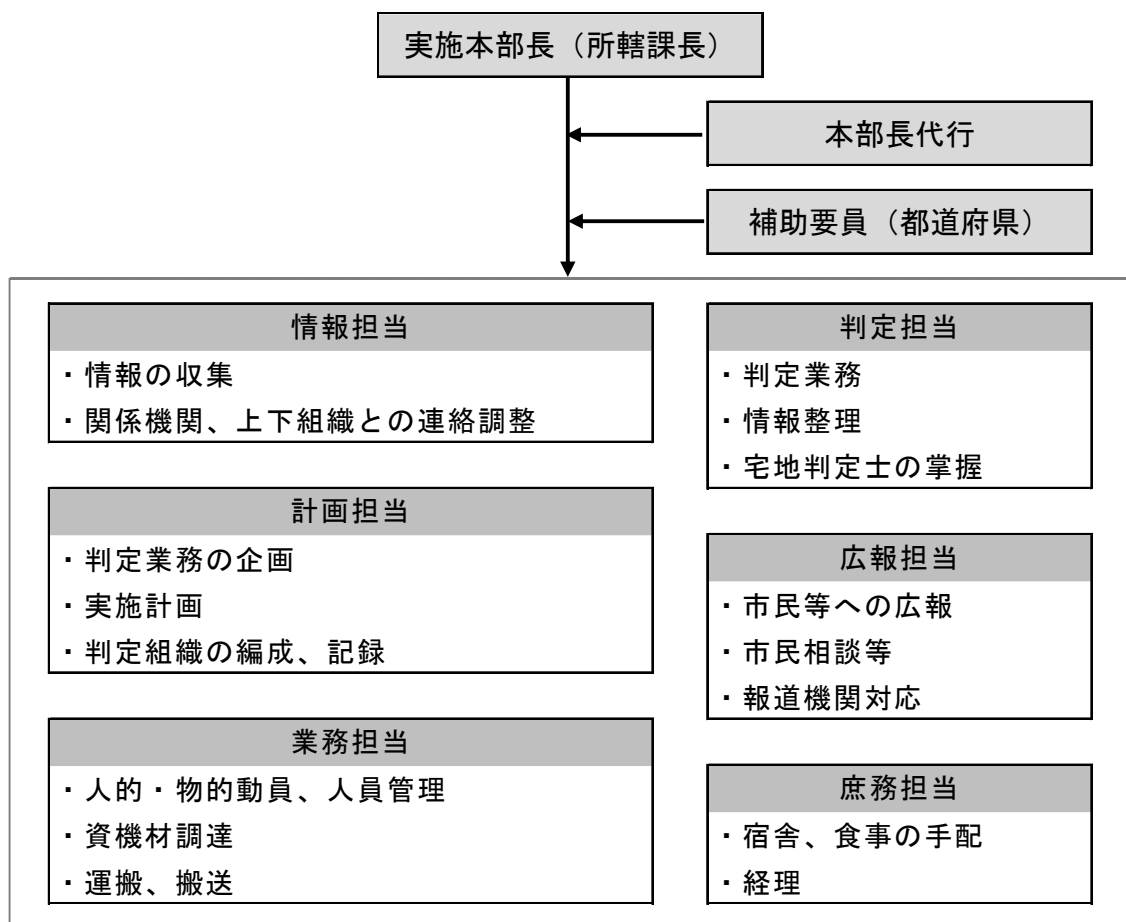 実施本部長（所轄課長）
本部長代行
補助要員（都道府県）
情報担当
・情報の収集
・関係機関、上下組織との連絡調整
計画担当
・判定業務の企画
・実施計画
・判定組織の編成、記録
業務担当
・人的・物的動員、人員管理
・資機材調達
・運搬、搬送
判定担当
・判定業務
・情報整理
・宅地判定士の掌握
広報担当
・市民等への広報
・市民相談等
・報道機関対応
庶務担当
・宿舎、食事の手配
・経理